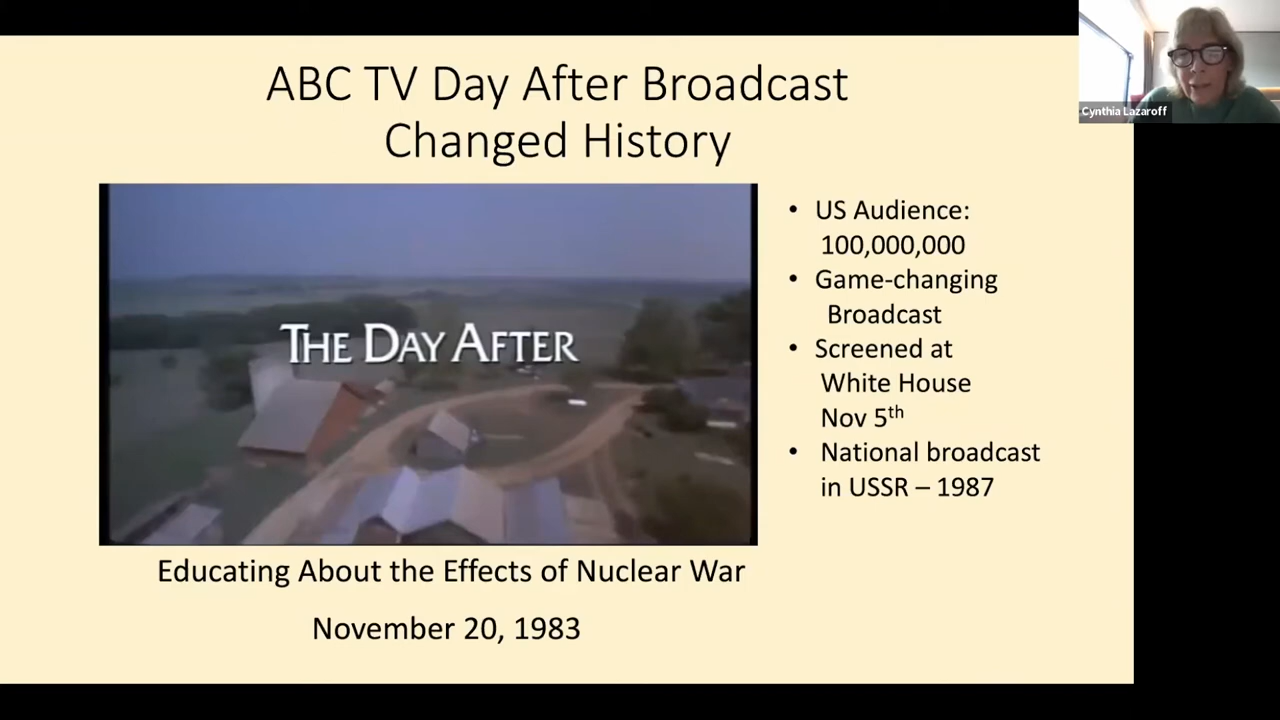 ABC TV Day After Broadcast
Changed History
Cynthia Lazaroff
THE DAY AFTER
• US Audience:
100,000,000
• Game-changing
Broadcast
• Screened at
White House
Nov 5th
• National broadcast
in USSR – 1987
Educating About the Effects of Nuclear War
November 20, 1983